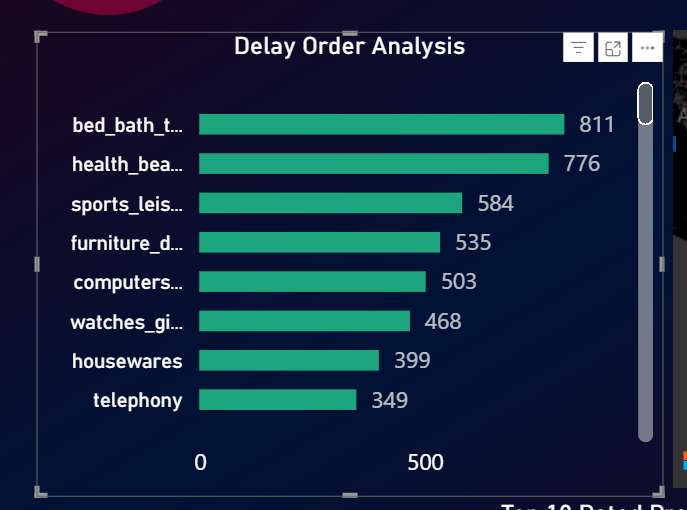 Delay Order Analysis
bed_bath_t... 811
health_bea... 776
sports_leis... 584
furniture_d... 535
computers... 503
watches_gi... 468
housewares 399
telephony 349
0 500